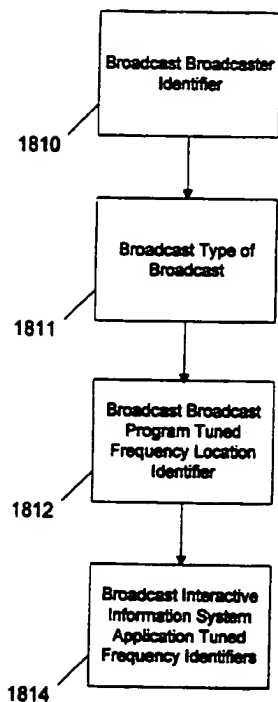 Broadcast Broadcaster
Identifier
1810
Broadcast Type of
Broadcast
1811
Broadcast Broadcast
Program Tuned
Frequency Location
Identifier
1812
Broadcast Interactive
Information System
Application Tuned
Frequency Identifiers
1814